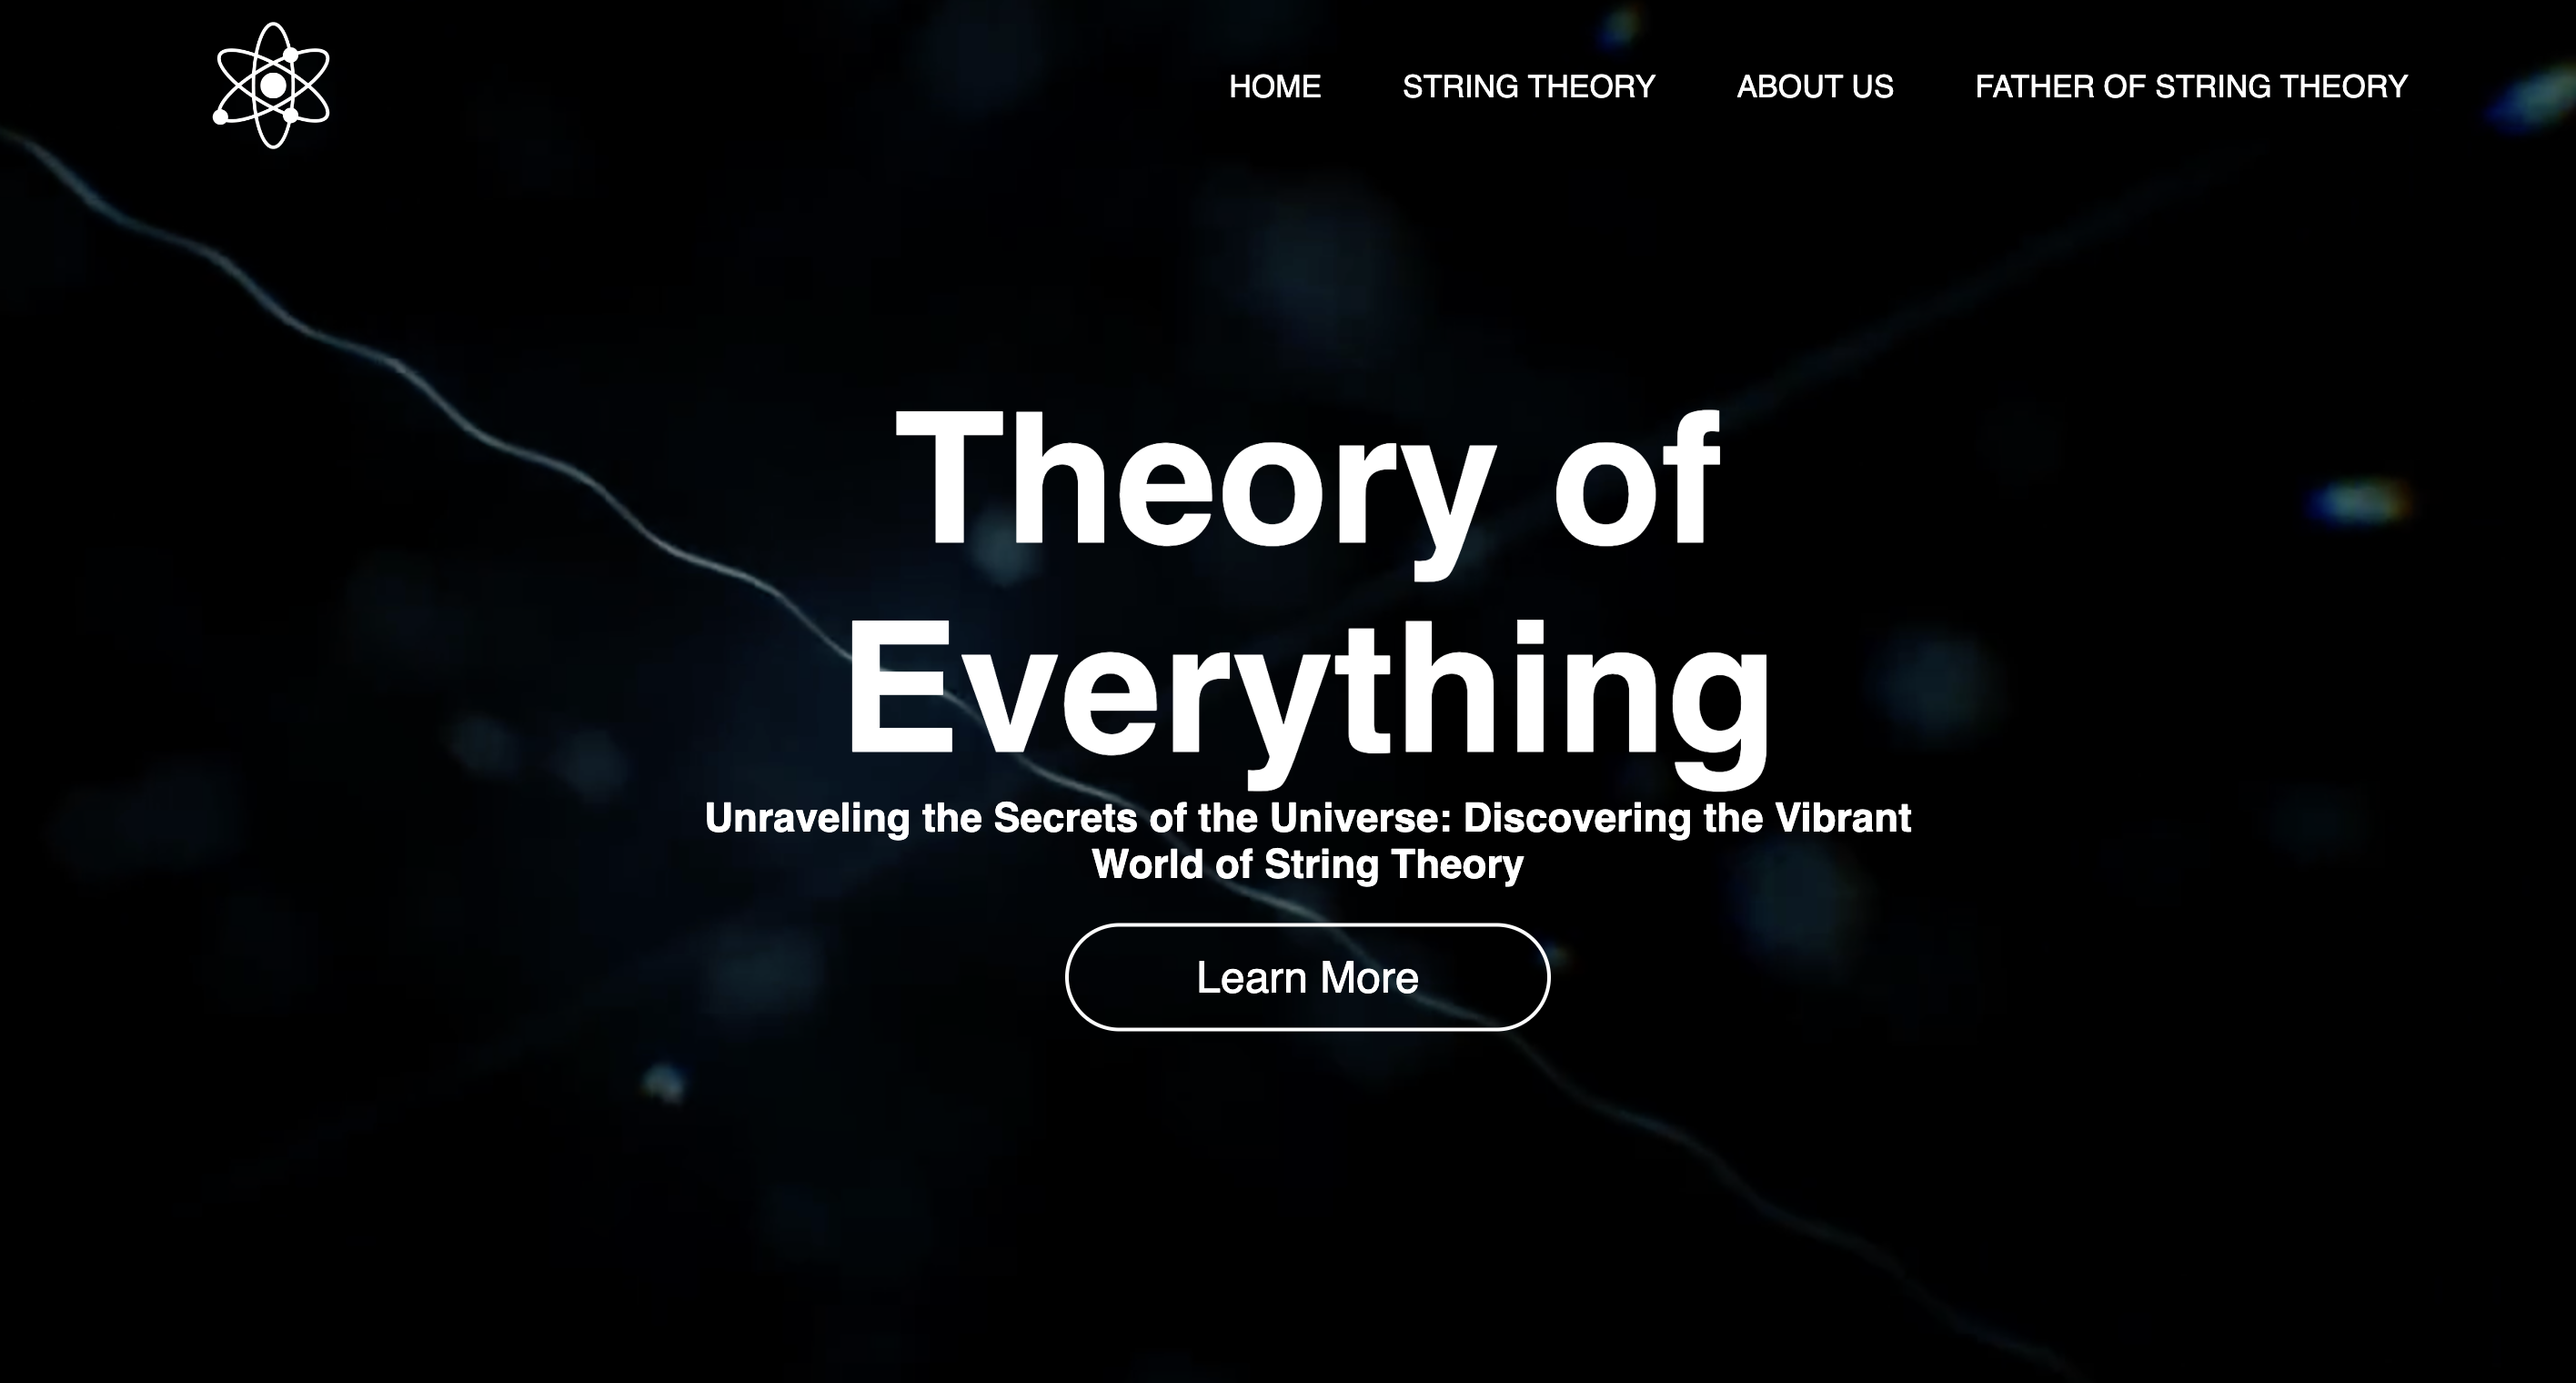 HOME STRING THEORY ABOUT US FATHER OF STRING THEORY
Theory of
Everything
Unraveling the Secrets of the Universe: Discovering the Vibrant
World of String Theory
Learn More